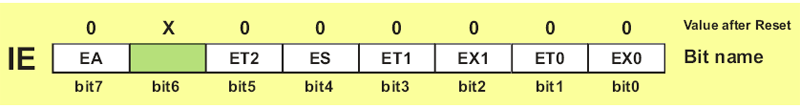 0 X 0 0 0 0 0 0 Value after Reset
IE EA ET2 ES ET1 EX1 ET0 EX0 Bit name
bit7 bit6 bit5 bit4 bit3 bit2 bit1 bit0